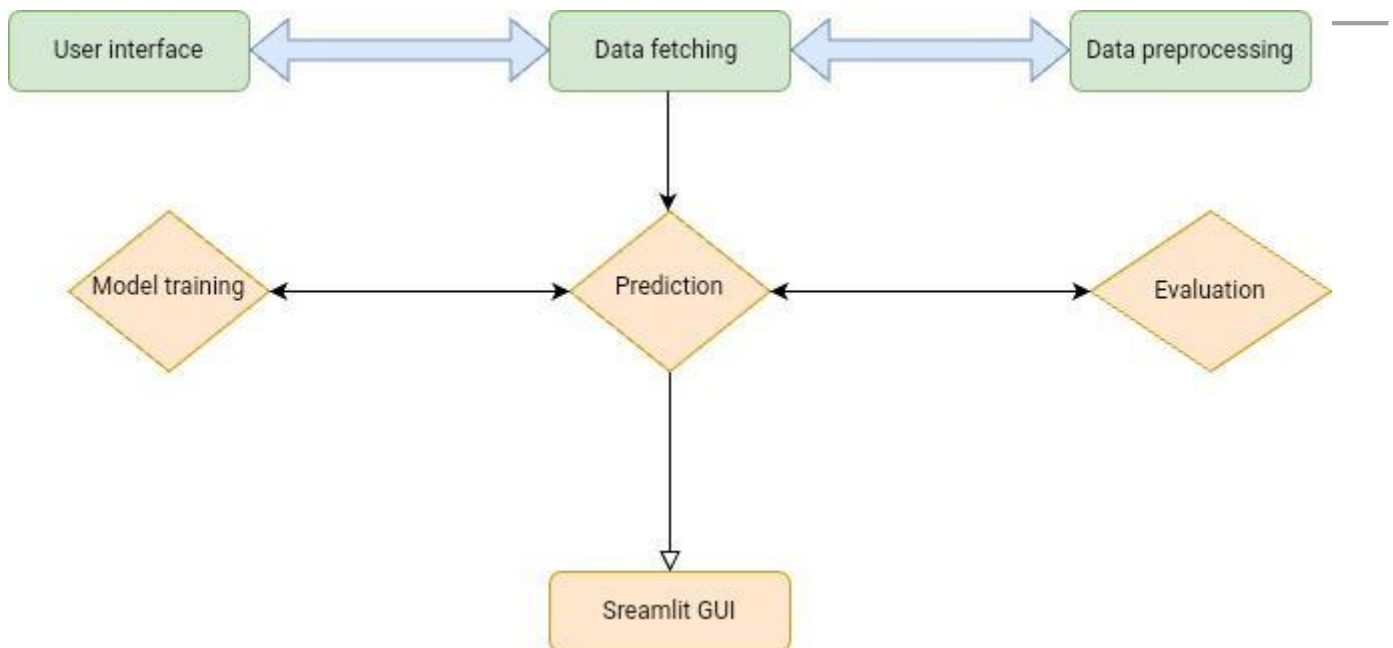 User interface
Data fetching
Data preprocessing
Model training
Prediction
Evaluation
Sreamlit GUI